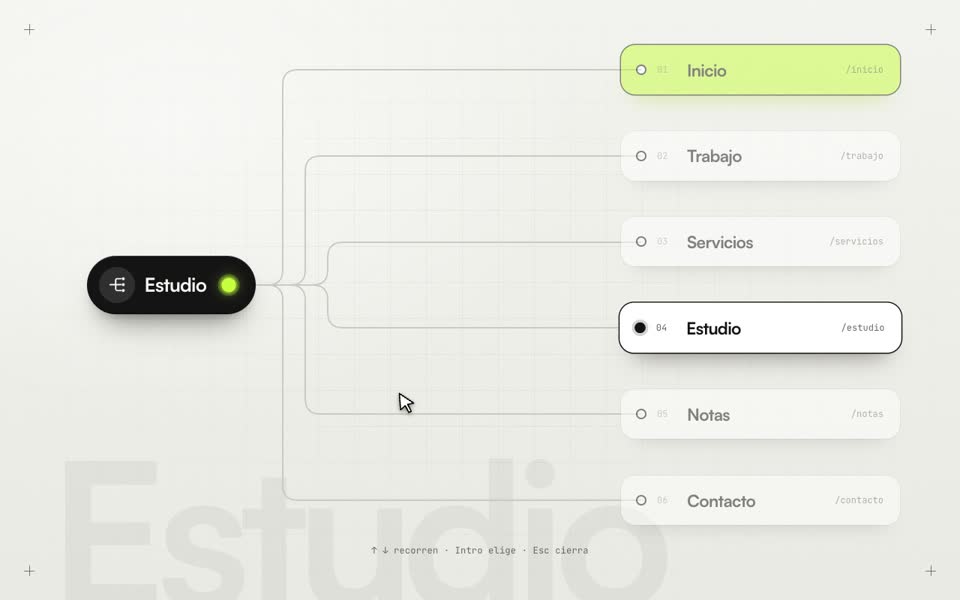 01 Inicio /inicio
02 Trabajo /trabajo
03 Servicios /servicios
Estudio
04 Estudio /estudio
05 Notas /notas
06 Contacto /contacto
Estudio
↑ ↓ recorren · Intro elige · Esc cierra